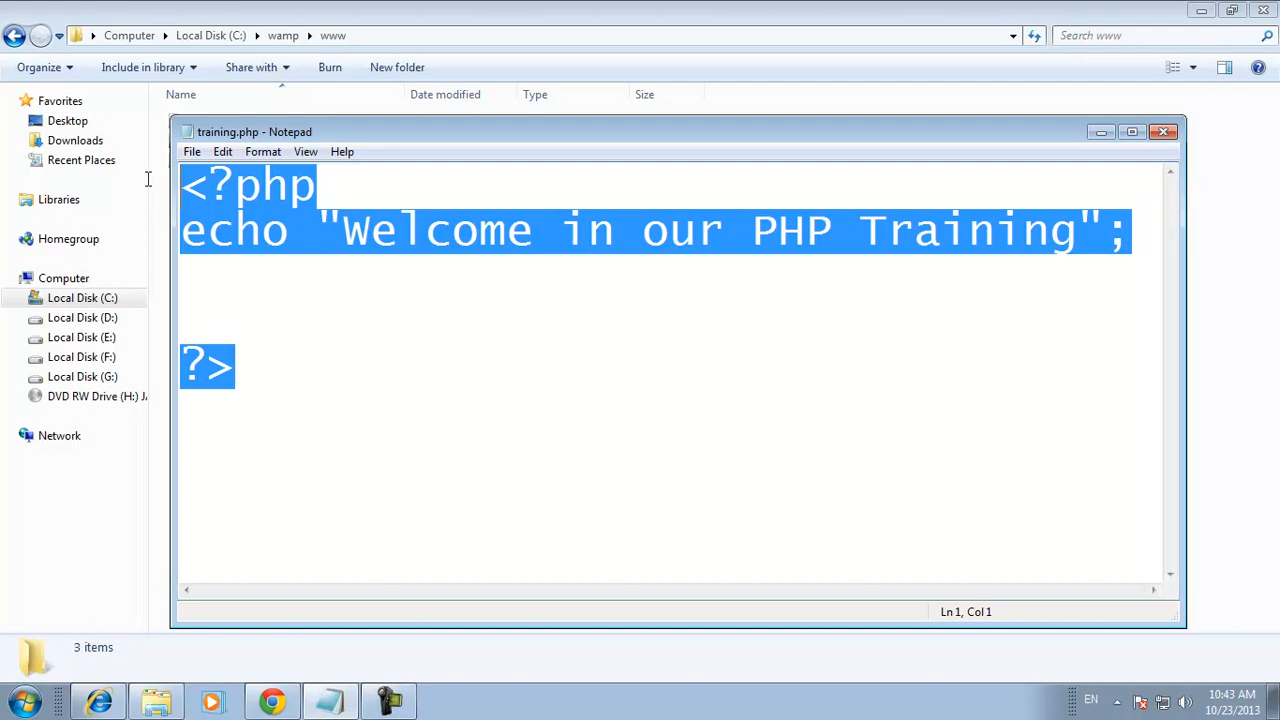 Computer Local Disk (C:) wamp www Search www
Organize Include in library Share with Burn New folder
Name Date modified Type Size
Favorites
Desktop
Downloads
Recent Places
Libraries
Homegroup
Computer
Local Disk (C:)
Local Disk (D:)
Local Disk (E:)
Local Disk (F:)
Local Disk (G:)
DVD RW Drive (H:) JA
Network
training.php - Notepad
File Edit Format View Help
<?php
echo "Welcome in our PHP Training";
?>
Ln 1, Col 1
3 items
EN
10:43 AM
10/23/2013